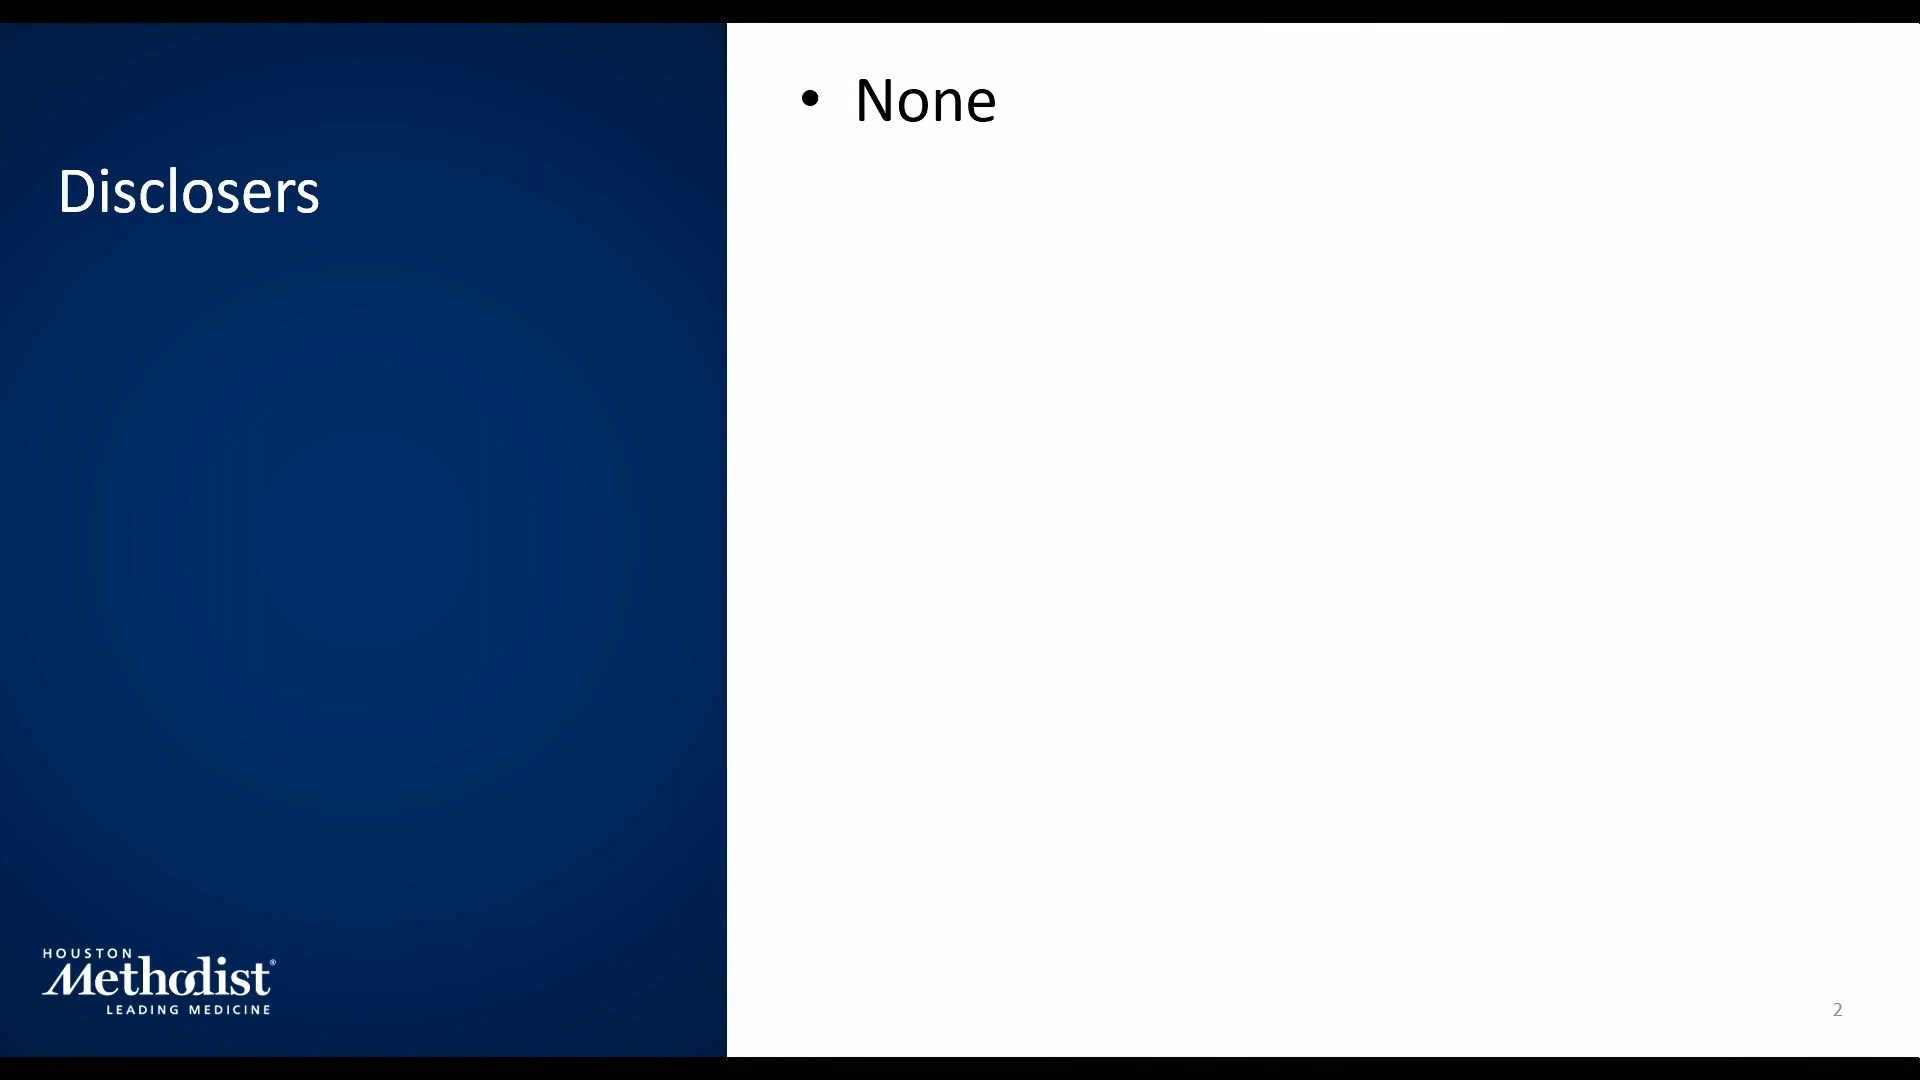 Disclosers
• None
HOUSTON
Methodist®
LEADING MEDICINE
2